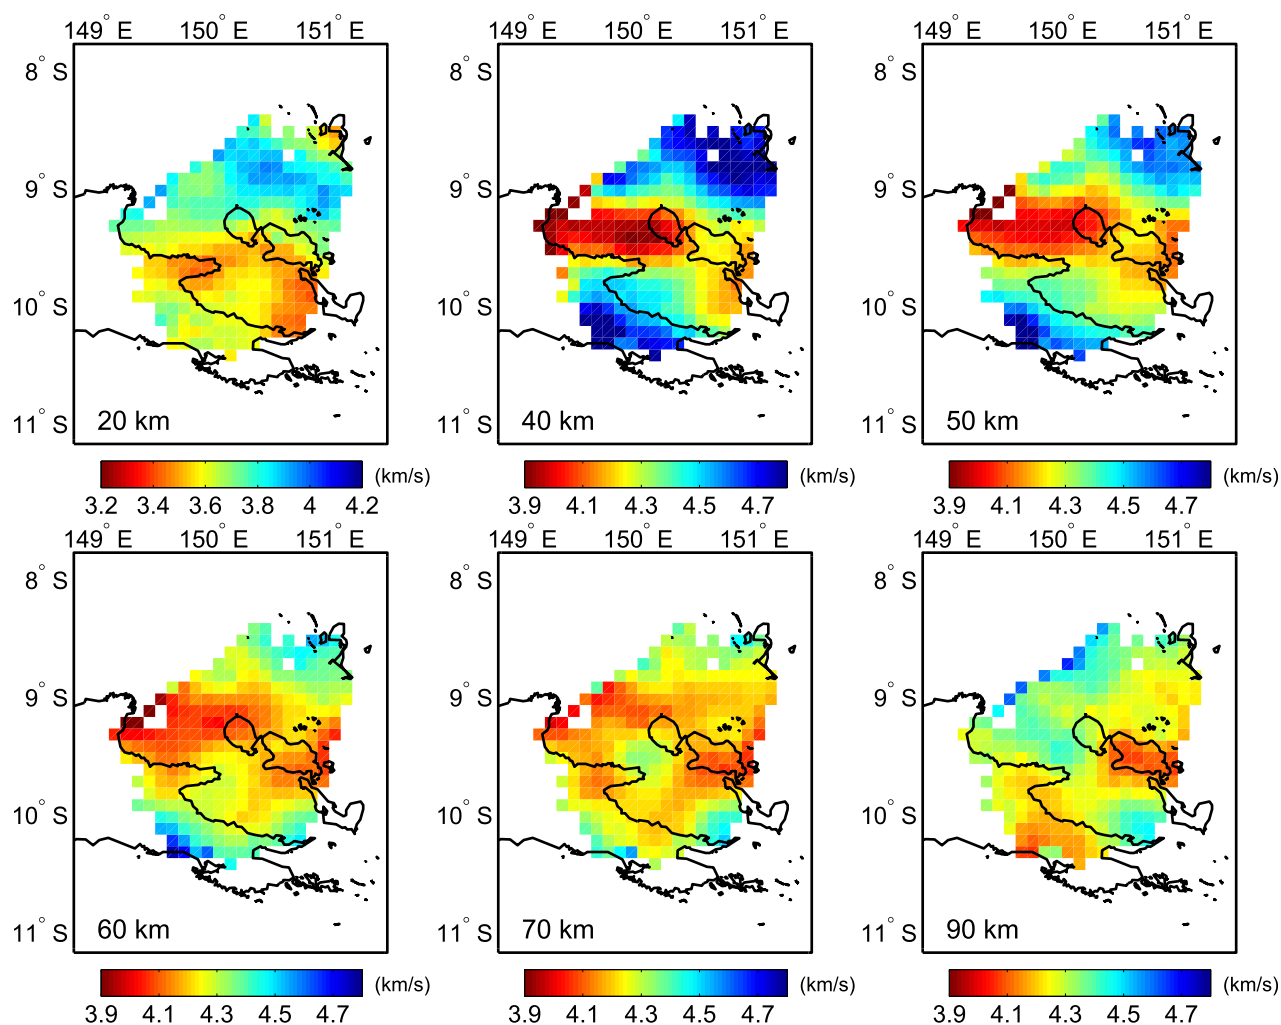 149° E 150° E 151° E 149° E 150° E 151° E 149° E 150° E 151° E
8° S 8° S 8° S
9° S 9° S 9° S
10° S 10° S 10° S
11° S 20 km 11° S 40 km 11° S 50 km
3.2 3.4 3.6 3.8 4 4.2 (km/s) 3.9 4.1 4.3 4.5 4.7 (km/s) 3.9 4.1 4.3 4.5 4.7 (km/s)
149° E 150° E 151° E 149° E 150° E 151° E 149° E 150° E 151° E
8° S 8° S 8° S
9° S 9° S 9° S
10° S 10° S 10° S
11° S 60 km 11° S 70 km 11° S 90 km
3.9 4.1 4.3 4.5 4.7 (km/s) 3.9 4.1 4.3 4.5 4.7 (km/s) 3.9 4.1 4.3 4.5 4.7 (km/s)